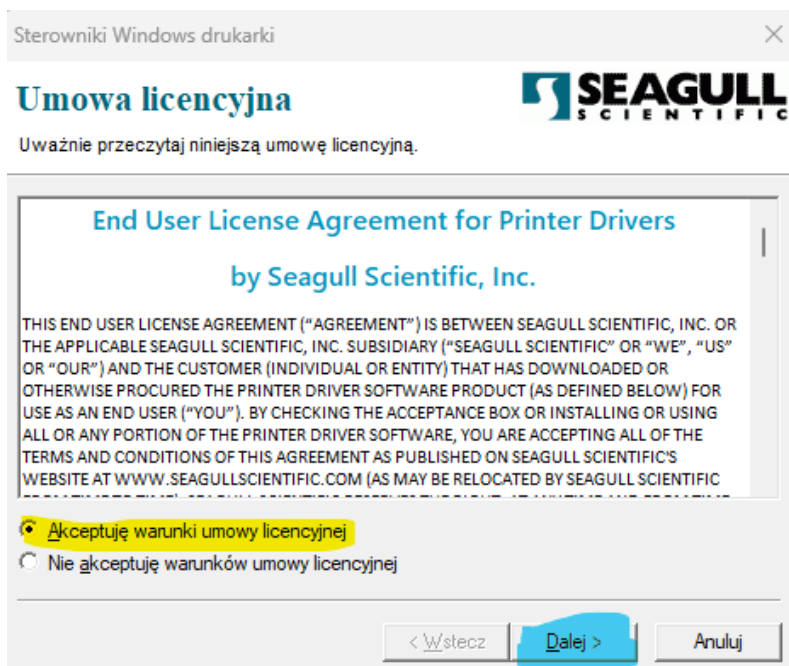 Sterowniki Windows drukarki
Umowa licencyjna
SEAGULL
SCIENTIFIC
Uważnie przeczytaj niniejszą umowę licencyjną.
End User License Agreement for Printer Drivers
by Seagull Scientific, Inc.
THIS END USER LICENSE AGREEMENT (“AGREEMENT”) IS BETWEEN SEAGULL SCIENTIFIC, INC. OR
THE APPLICABLE SEAGULL SCIENTIFIC, INC. SUBSIDIARY (“SEAGULL SCIENTIFIC” OR “WE”, “US”
OR “OUR”) AND THE CUSTOMER (INDIVIDUAL OR ENTITY) THAT HAS DOWNLOADED OR
OTHERWISE PROCURED THE PRINTER DRIVER SOFTWARE PRODUCT (AS DEFINED BELOW) FOR
USE AS AN END USER (“YOU”). BY CHECKING THE ACCEPTANCE BOX OR INSTALLING OR USING
ALL OR ANY PORTION OF THE PRINTER DRIVER SOFTWARE, YOU ARE ACCEPTING ALL OF THE
TERMS AND CONDITIONS OF THIS AGREEMENT AS PUBLISHED ON SEAGULL SCIENTIFIC'S
WEBSITE AT WWW.SEAGULLSCIENTIFIC.COM (AS MAY BE RELOCATED BY SEAGULL SCIENTIFIC
Akceptuję warunki umowy licencyjnej
Nie akceptuję warunków umowy licencyjnej
< Wstecz
Dalej >
Anuluj